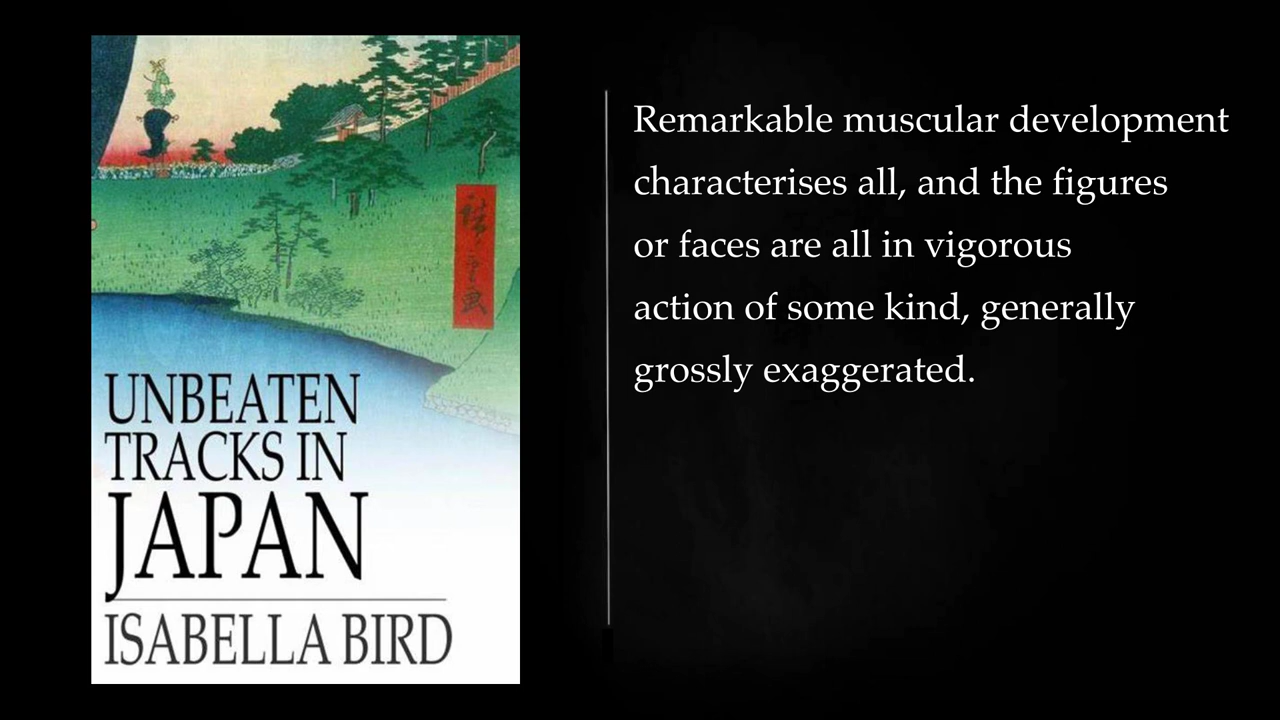 UNBEATEN
TRACKS IN
JAPAN
ISABELLA BIRD
Remarkable muscular development
characterises all, and the figures
or faces are all in vigorous
action of some kind, generally
grossly exaggerated.